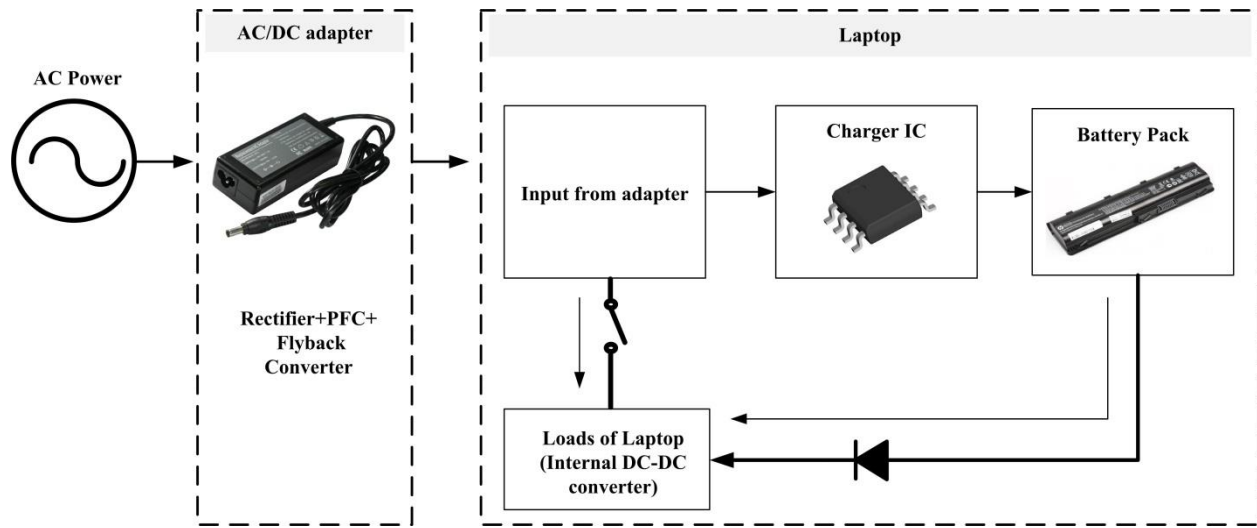 AC/DC adapter
Laptop
AC Power
Charger IC
Battery Pack
Input from adapter
Rectifier+PFC+
Flyback
Converter
Loads of Laptop
(Internal DC-DC
converter)